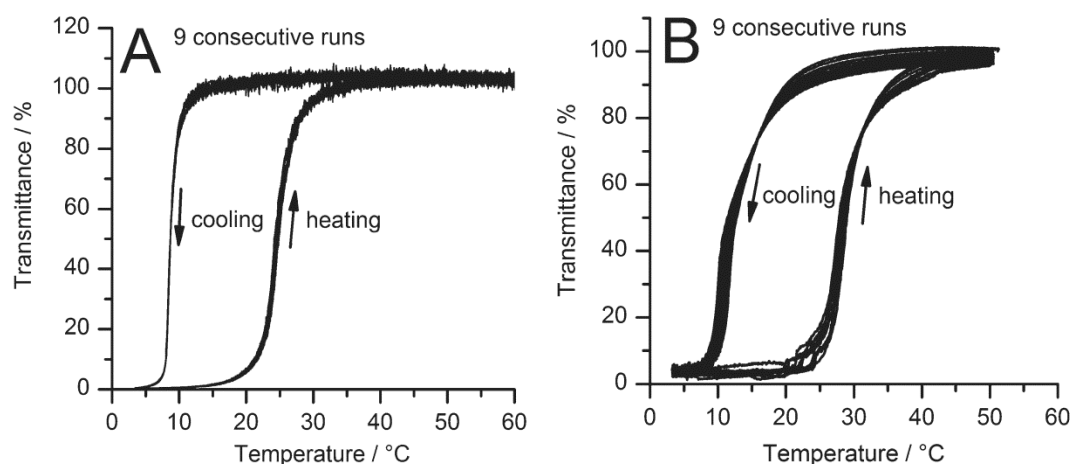 A 9 consecutive runs
120
100
80
60
40
20
0
Transmittance / %
cooling
heating
0 10 20 30 40 50 60
Temperature / °C
B 9 consecutive runs
100
80
60
40
20
0
Transmittance / %
cooling
heating
0 10 20 30 40 50 60
Temperature / °C